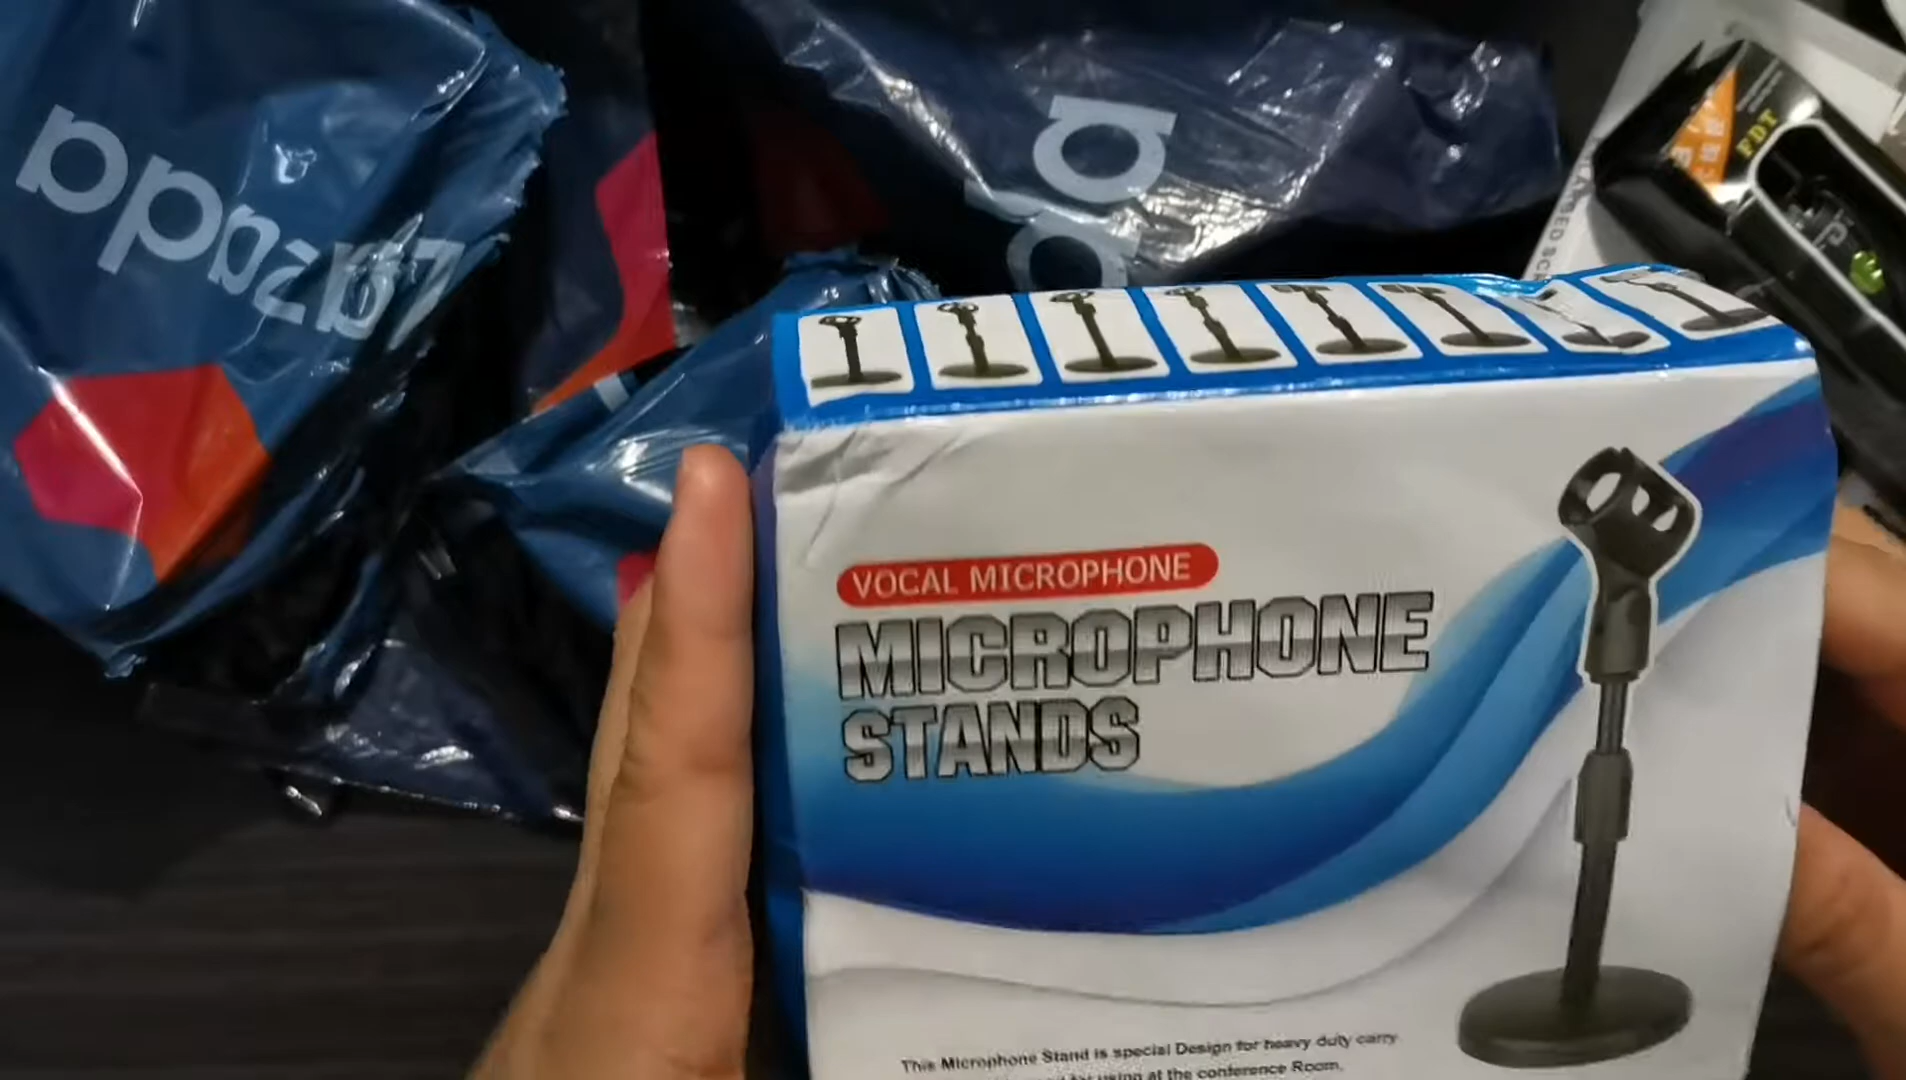 Lazada
FDT
VOCAL MICROPHONE
MICROPHONE
STANDS
This Microphone Stand is special Design for heavy duty carry
for using at the conference Room.